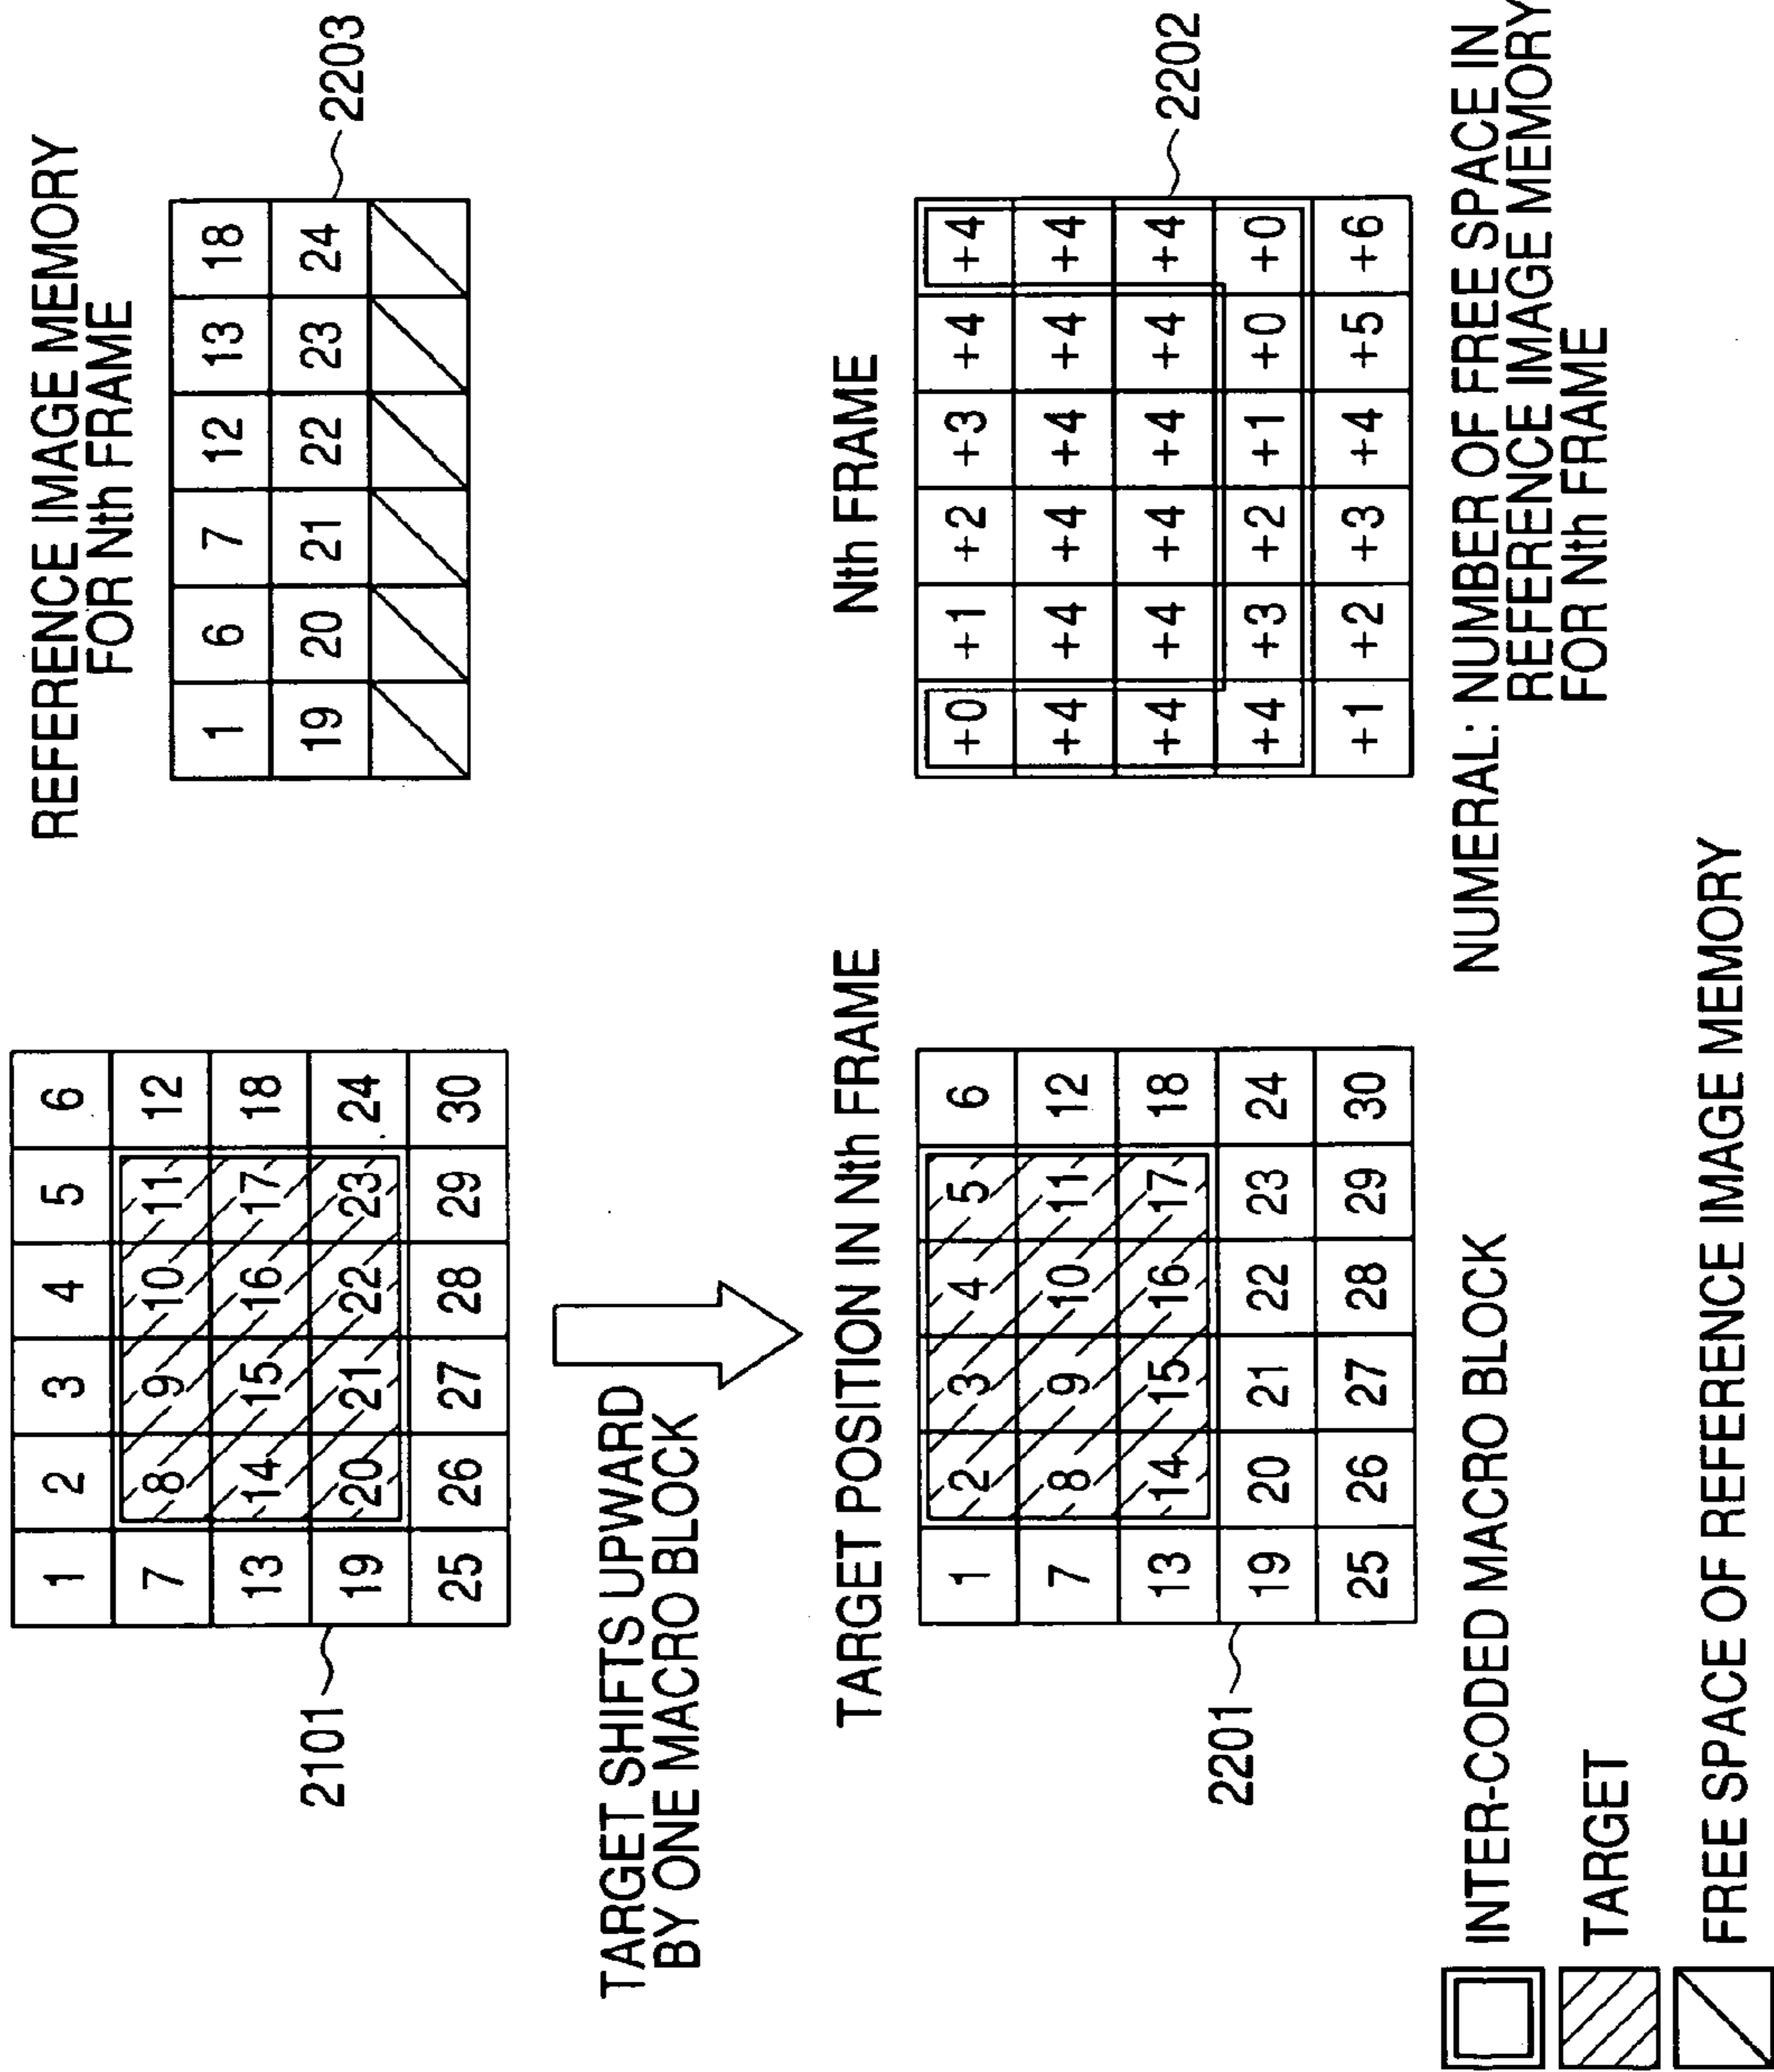 1 2 3 4 5 6
7 8 9 10 11 12
13 14 15 16 17 18
19 20 21 22 23 24
25 26 27 28 29 30
2101
REFERENCE IMAGE MEMORY
FOR Nth FRAME
1 6 7 12 13 18
19 20 21 22 23 24
2203
TARGET SHIFTS UPWARD
BY ONE MACRO BLOCK
TARGET POSITION IN Nth FRAME
1 2 3 4 5 6
7 8 9 10 11 12
13 14 15 16 17 18
19 20 21 22 23 24
25 26 27 28 29 30
2201
Nth FRAME
+0 +1 +2 +3 +4 +4
+4 +4 +4 +4 +4 +4
+4 +4 +4 +4 +4 +4
+4 +3 +2 +1 +0 +0
+1 +2 +3 +4 +5 +6
2202
NUMERAL: NUMBER OF FREE SPACE IN
REFERENCE IMAGE MEMORY
FOR Nth FRAME
INTER-CODED MACRO BLOCK
TARGET
FREE SPACE OF REFERENCE IMAGE MEMORY